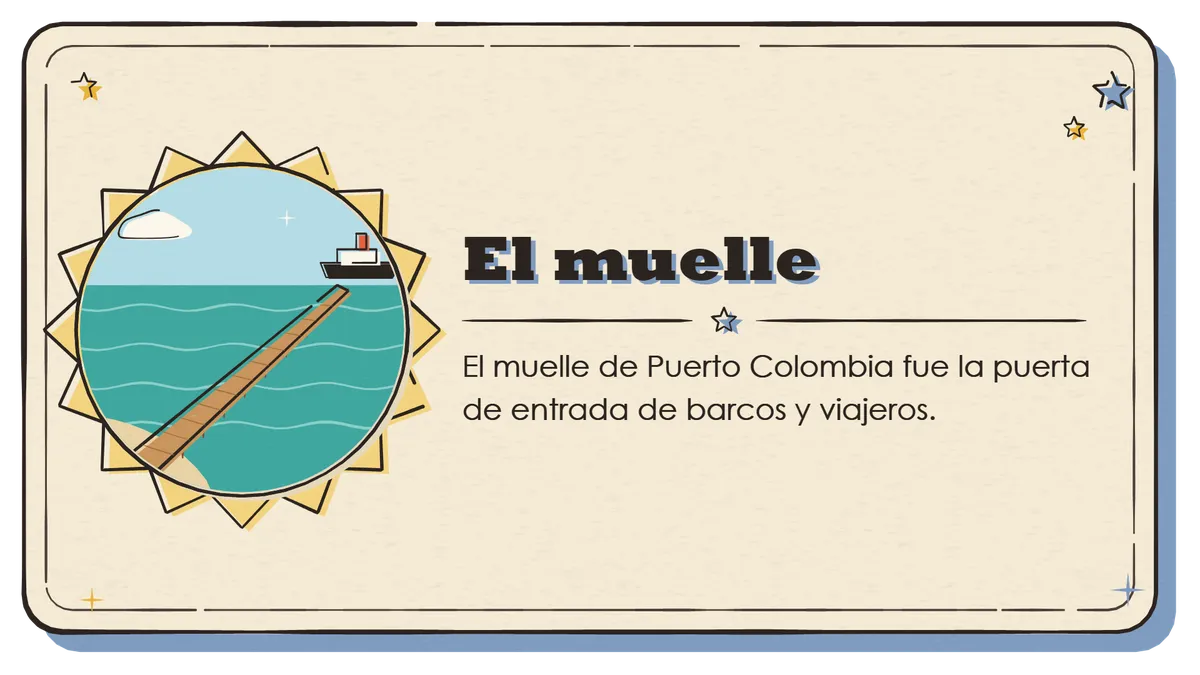 El muelle
El muelle de Puerto Colombia fue la puerta
de entrada de barcos y viajeros.